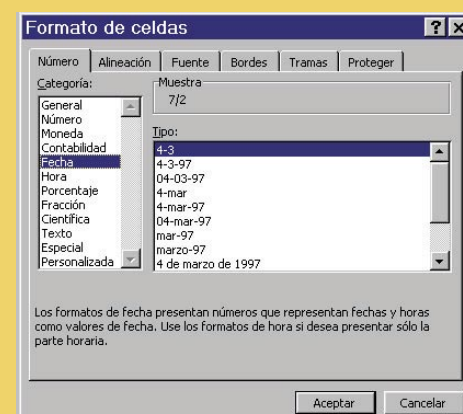 Formato de celdas
Número Alineación Fuente Bordes Tramas Proteger
Categoría:
General
Número
Moneda
Contabilidad
Fecha
Hora
Porcentaje
Fracción
Científica
Texto
Especial
Personalizada
Muestra
7/2
Tipo:
4-3
4-3-97
04-03-97
4-mar
4-mar-97
04-mar-97
mar-97
marzo-97
4 de marzo de 1997
Los formatos de fecha presentan números que representan fechas y horas
como valores de fecha. Use los formatos de hora si desea presentar sólo la
parte horaria.
Aceptar Cancelar